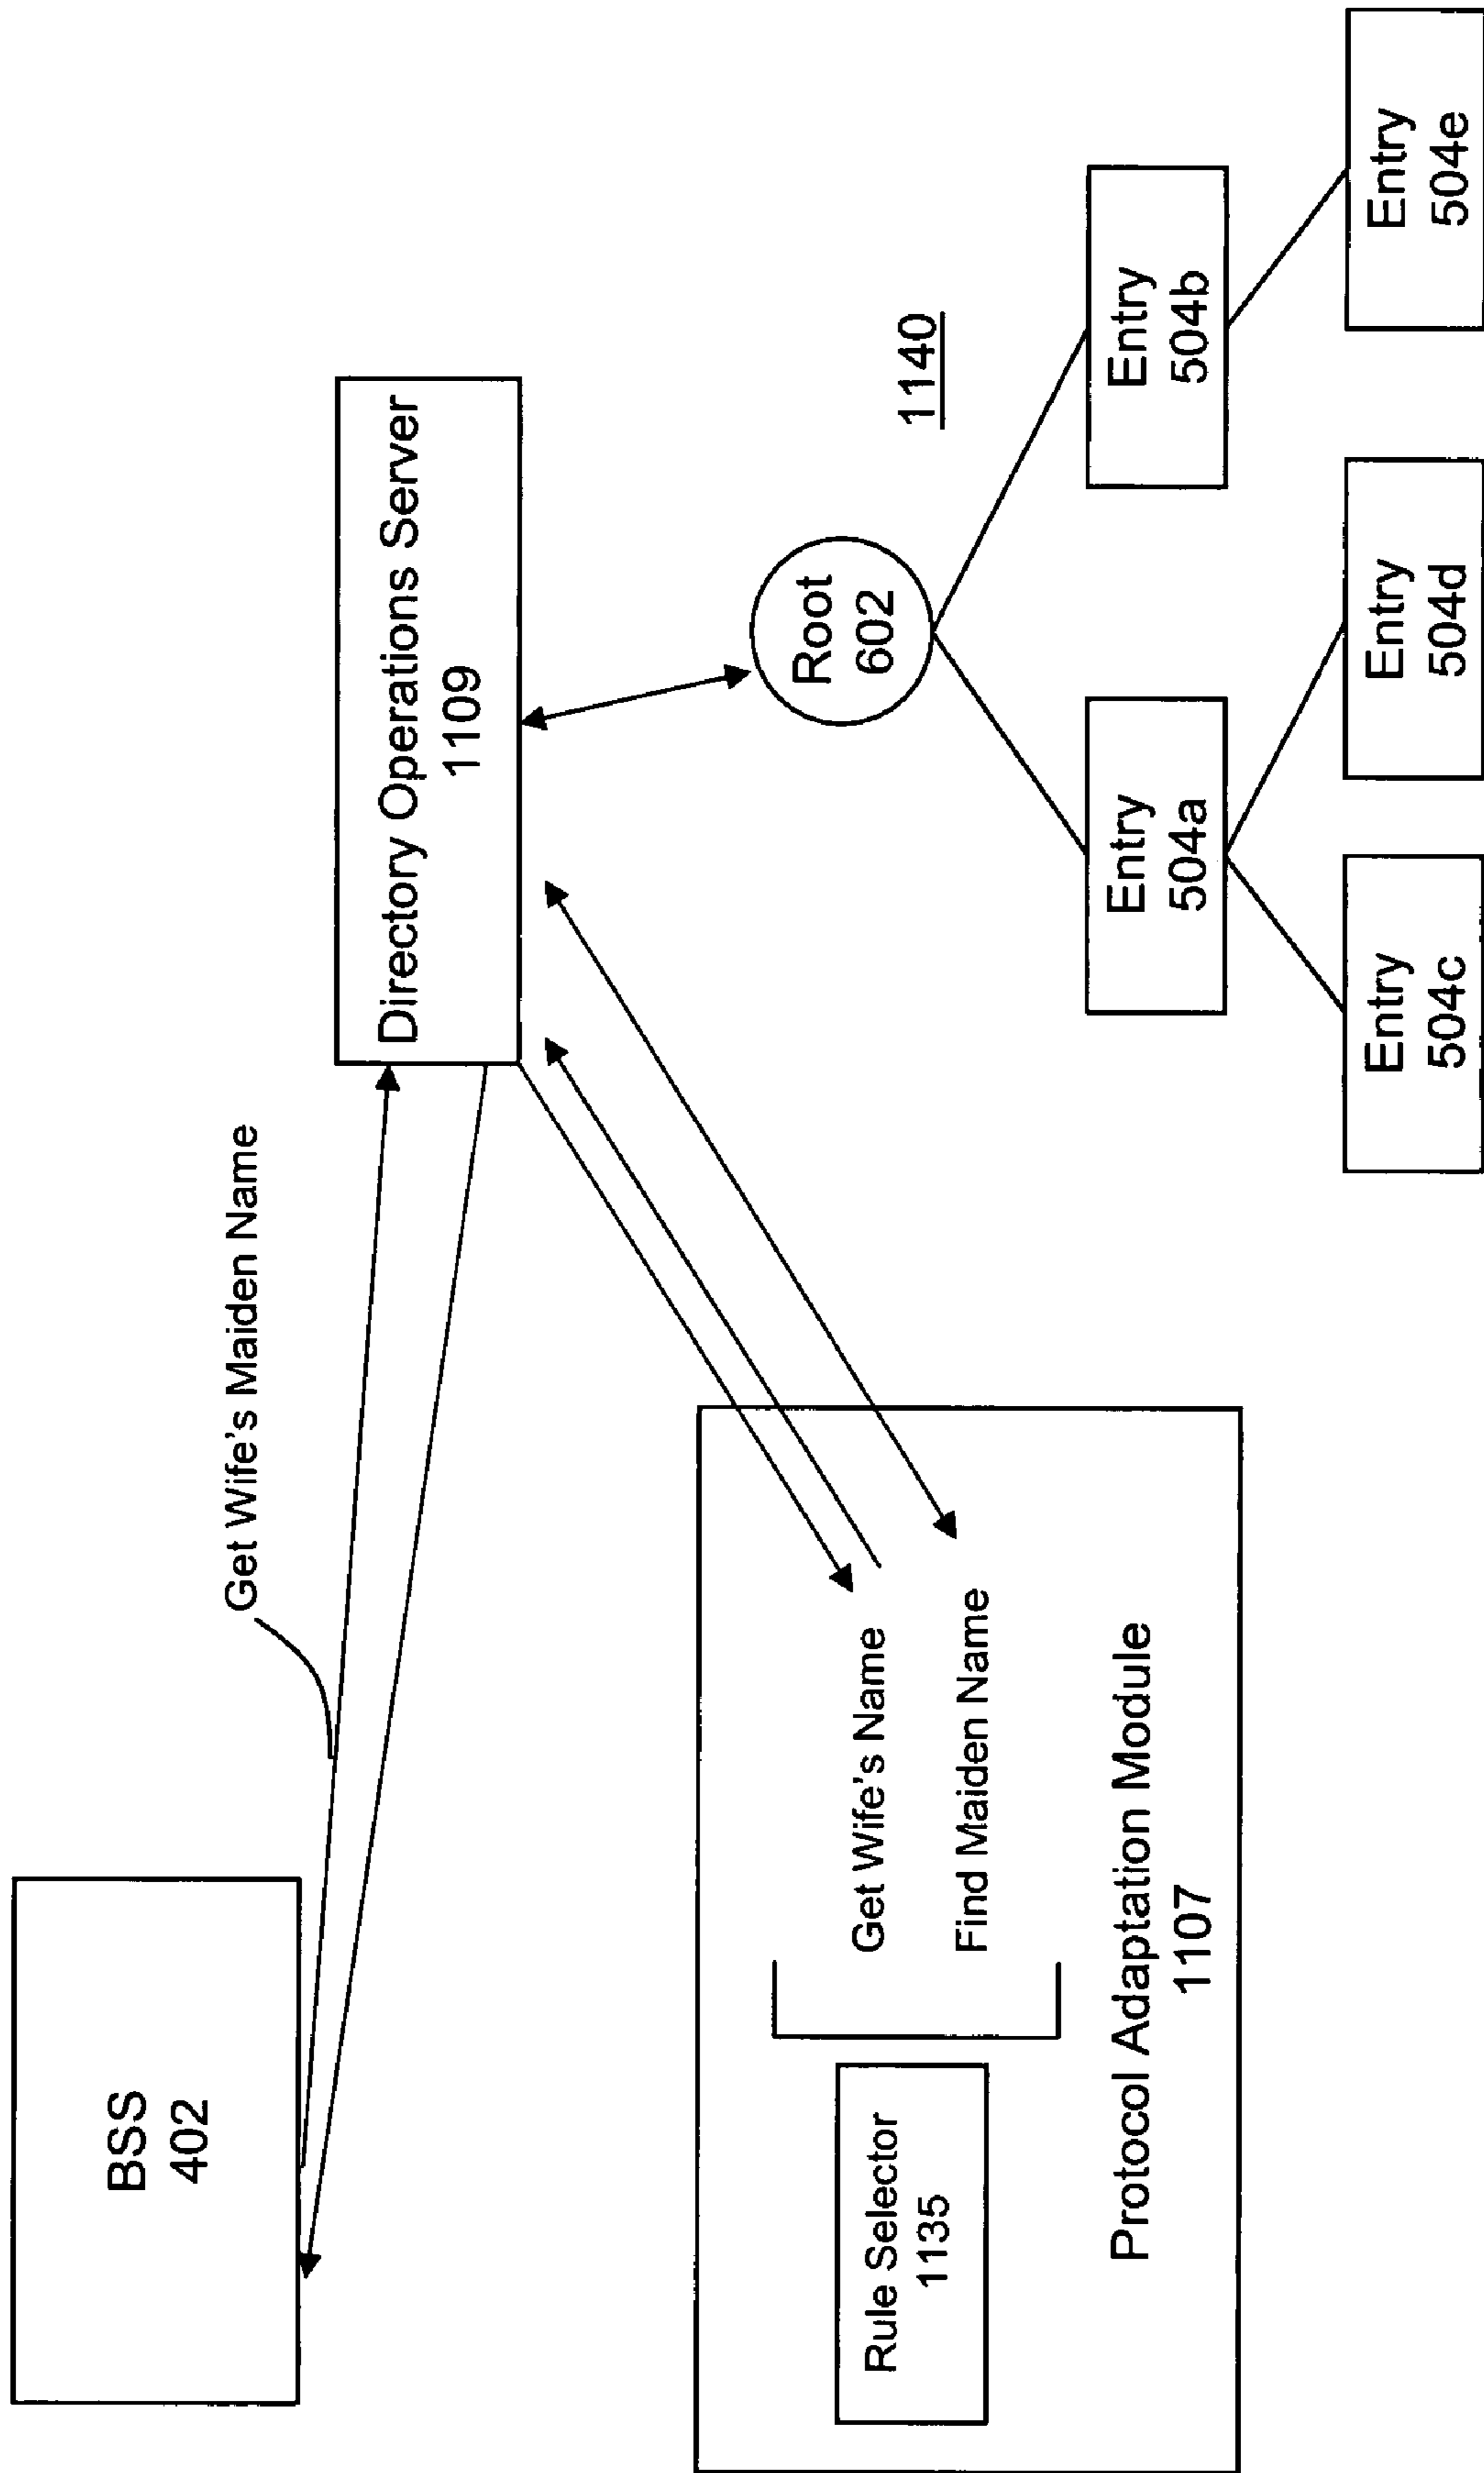 BSS
402
Get Wife's Maiden Name
Directory Operations Server
1109
Rule Selector
1135
Get Wife's Name
Find Maiden Name
Protocol Adaptation Module
1107
Root
602
1140
Entry
504a
Entry
504b
Entry
504c
Entry
504d
Entry
504e